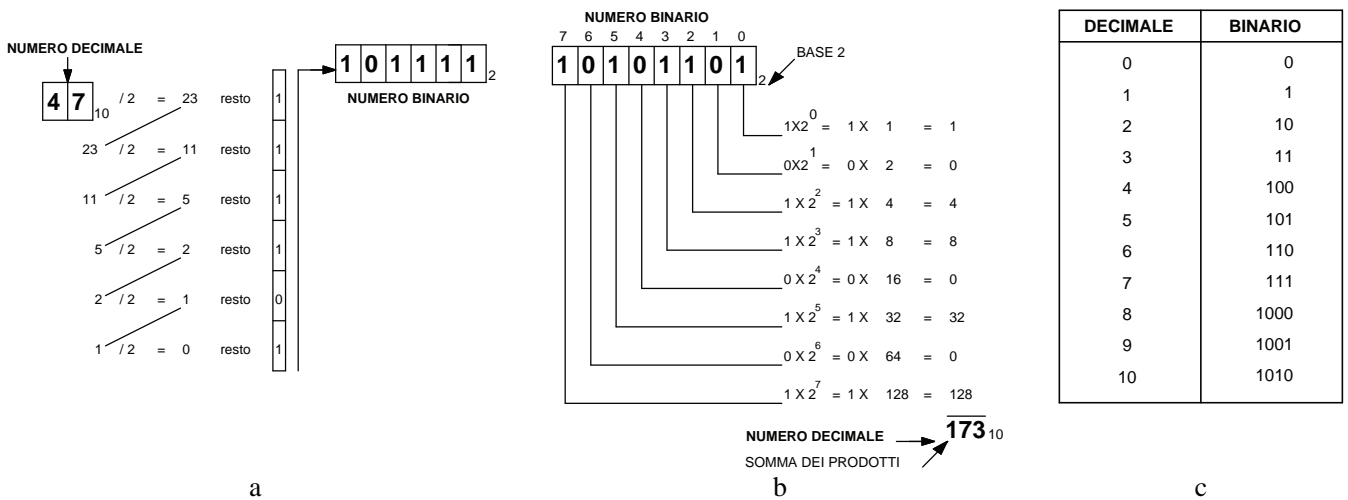 NUMERO DECIMALE
4 7 10 /2 = 23 resto 1
23 /2 = 11 resto 1
11 /2 = 5 resto 1
5 /2 = 2 resto 1
2 /2 = 1 resto 0
1 /2 = 0 resto 1
1 0 1 1 1 1 2
NUMERO BINARIO
a
NUMERO BINARIO
7 6 5 4 3 2 1 0
1 0 1 0 1 1 0 1 2
BASE 2
1X2^0 = 1 X 1 = 1
0X2^1 = 0 X 2 = 0
1 X 2^2 = 1 X 4 = 4
1 X 2^3 = 1 X 8 = 8
0 X 2^4 = 0 X 16 = 0
1 X 2^5 = 1 X 32 = 32
0 X 2^6 = 0 X 64 = 0
1 X 2^7 = 1 X 128 = 128
NUMERO DECIMALE 173 10
SOMMA DEI PRODOTTI
b
DECIMALE BINARIO
0 0
1 1
2 10
3 11
4 100
5 101
6 110
7 111
8 1000
9 1001
10 1010
c